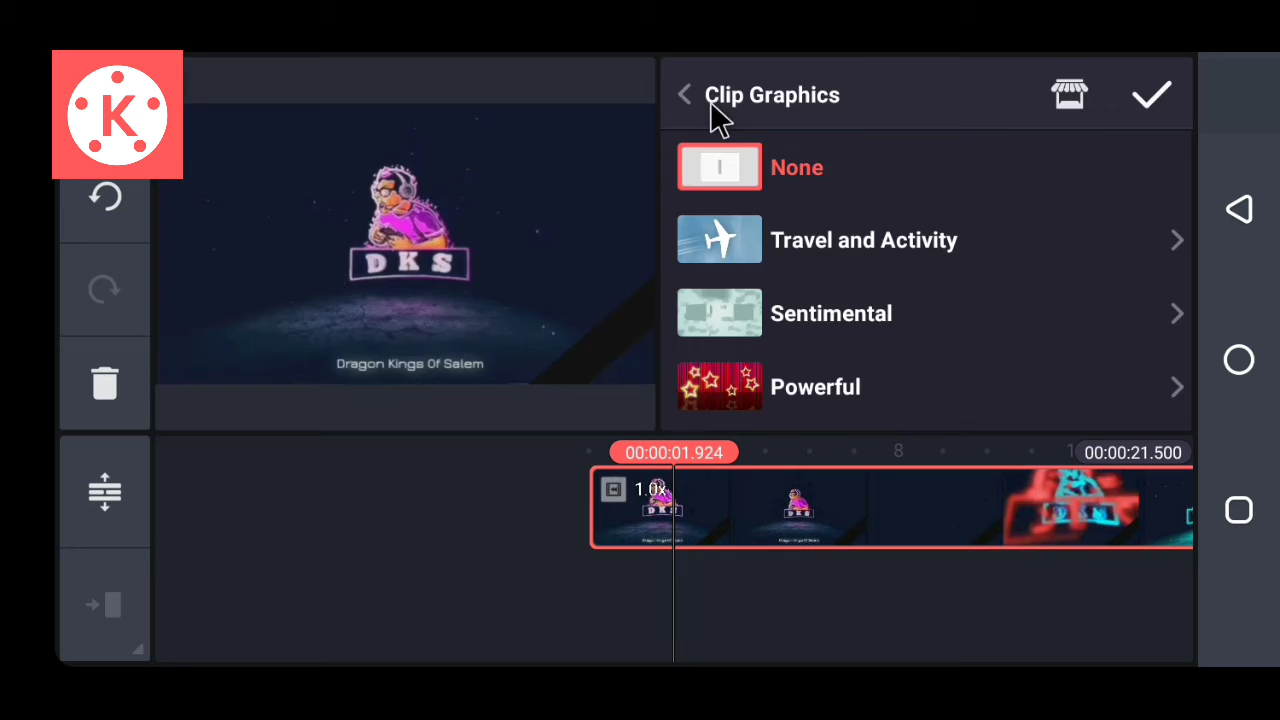 K
Clip Graphics
None
Travel and Activity
DKS
Sentimental
Dragon Kings Of Salem
Powerful
00:00:01.924
8
00:00:21.500
1.0x